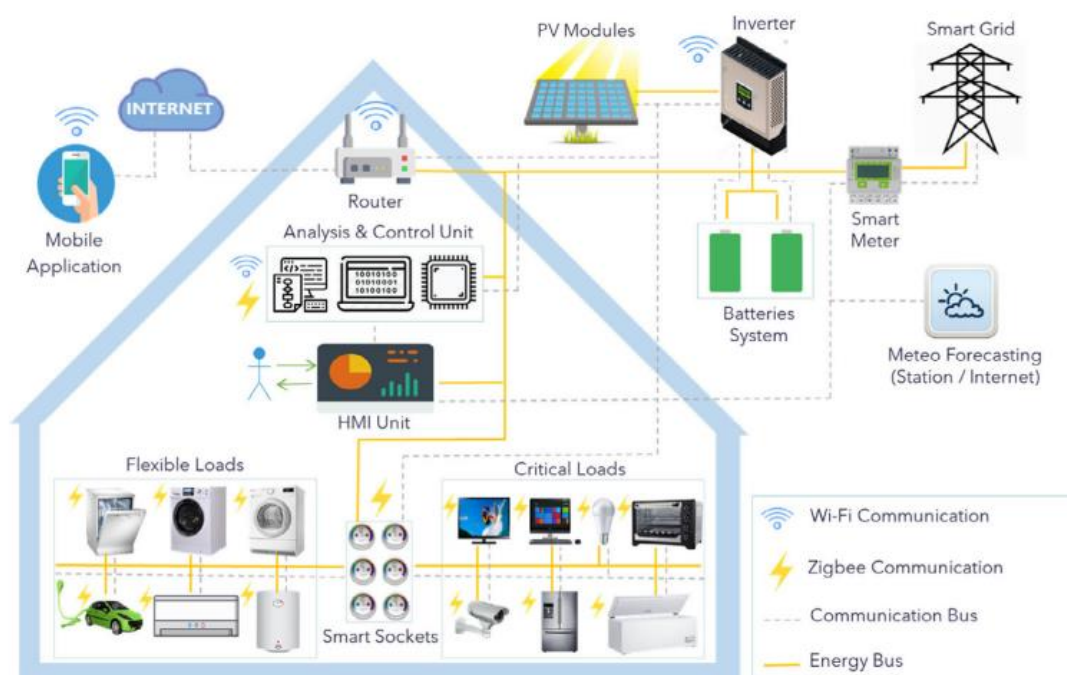 PV Modules
Inverter
Smart Grid
INTERNET
Router
Mobile
Application
Smart
Meter
Analysis & Control Unit
10010100
01010001
10100100
Batteries
System
Meteo Forecasting
(Station / Internet)
HMI Unit
Flexible Loads
Critical Loads
Smart Sockets
Wi-Fi Communication
Zigbee Communication
Communication Bus
Energy Bus